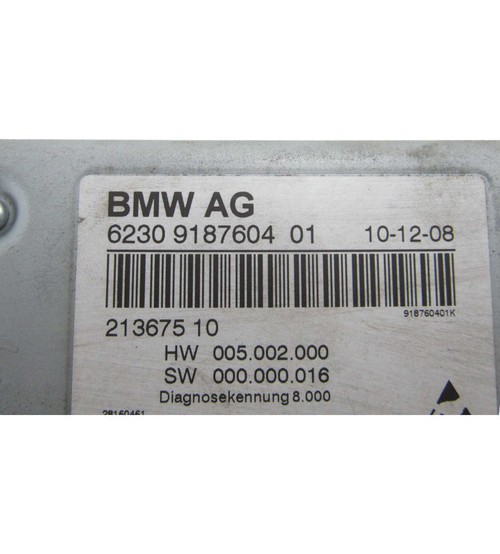 BMW AG
6230 9187604 01 10-12-08
918760401K
213675 10
HW 005.002.000
SW 000.000.016
Diagnosekennung 8.000
28160461